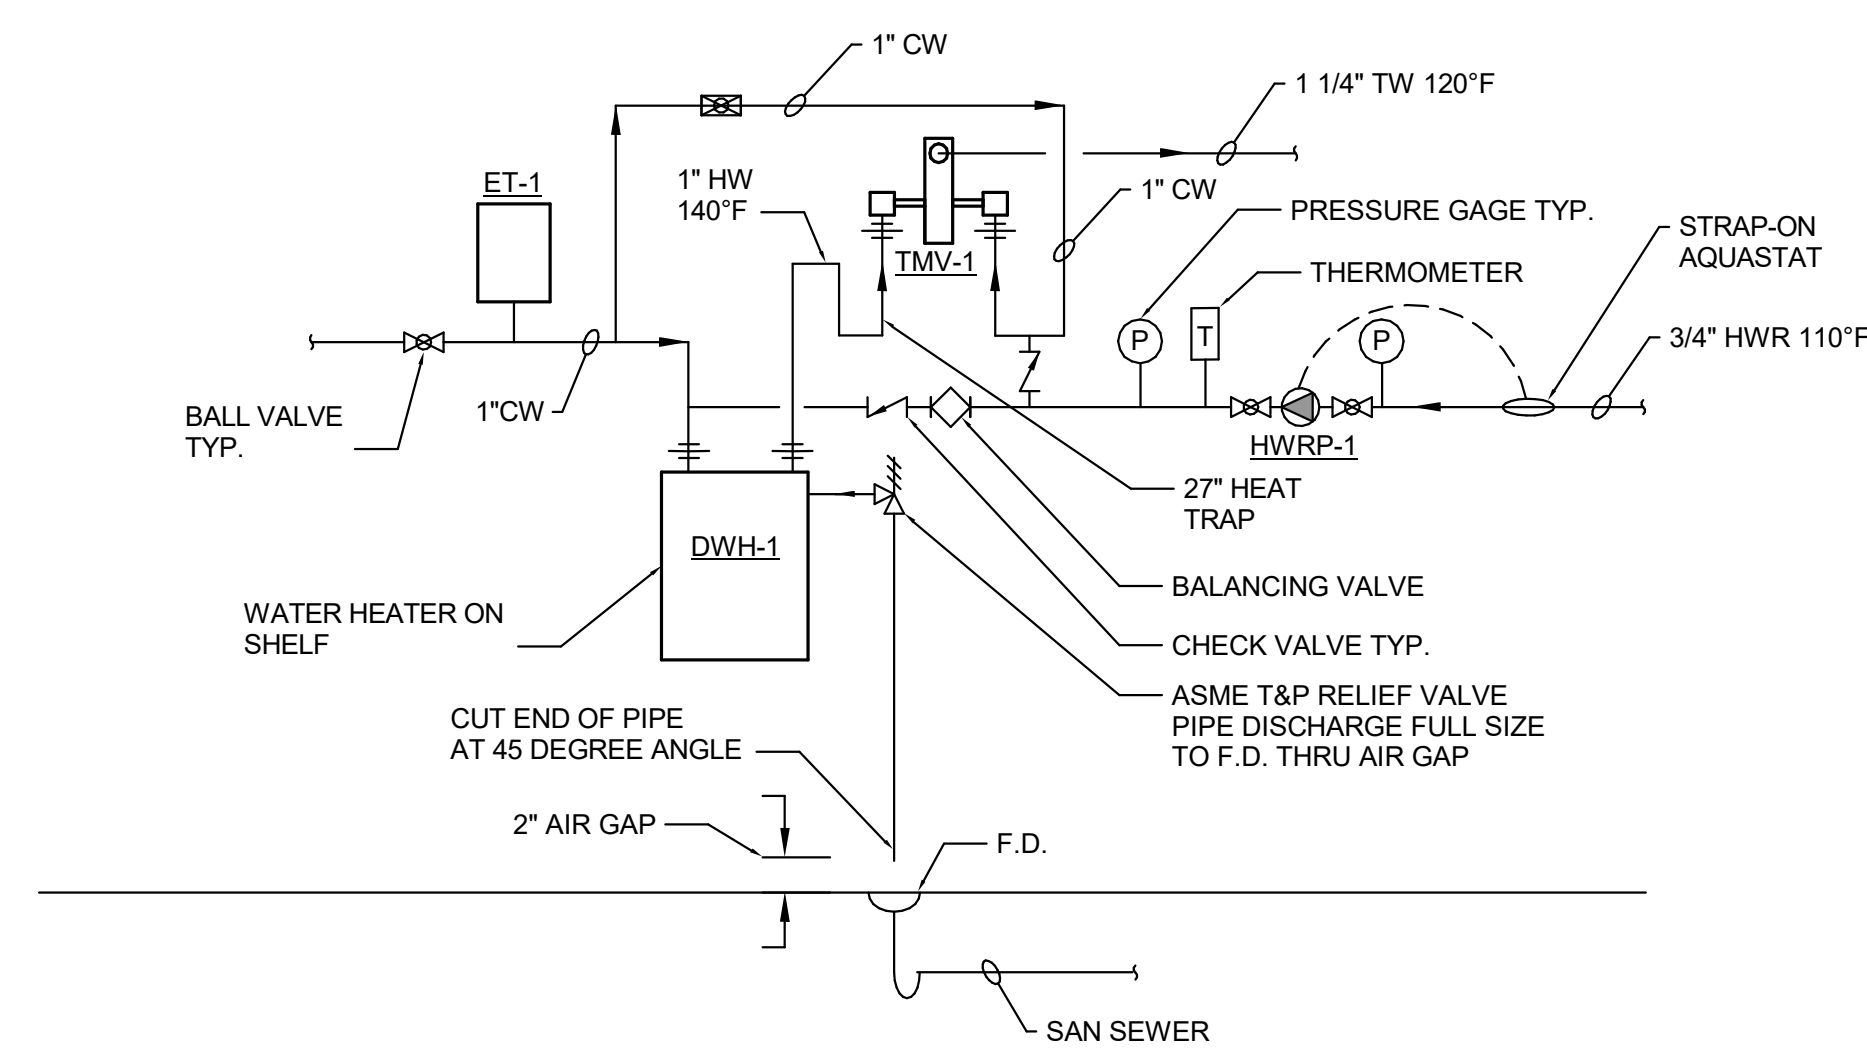 1" CW
1 1/4" TW 120°F
ET-1
1" HW
140°F
1" CW
PRESSURE GAGE TYP.
STRAP-ON
AQUASTAT
TMV-1
THERMOMETER
P
T
P
3/4" HWR 110°F
BALL VALVE
TYP.
1"CW
HWRP-1
27" HEAT
TRAP
DWH-1
BALANCING VALVE
WATER HEATER ON
SHELF
CHECK VALVE TYP.
ASME T&P RELIEF VALVE
PIPE DISCHARGE FULL SIZE
TO F.D. THRU AIR GAP
CUT END OF PIPE
AT 45 DEGREE ANGLE
2" AIR GAP
F.D.
SAN SEWER